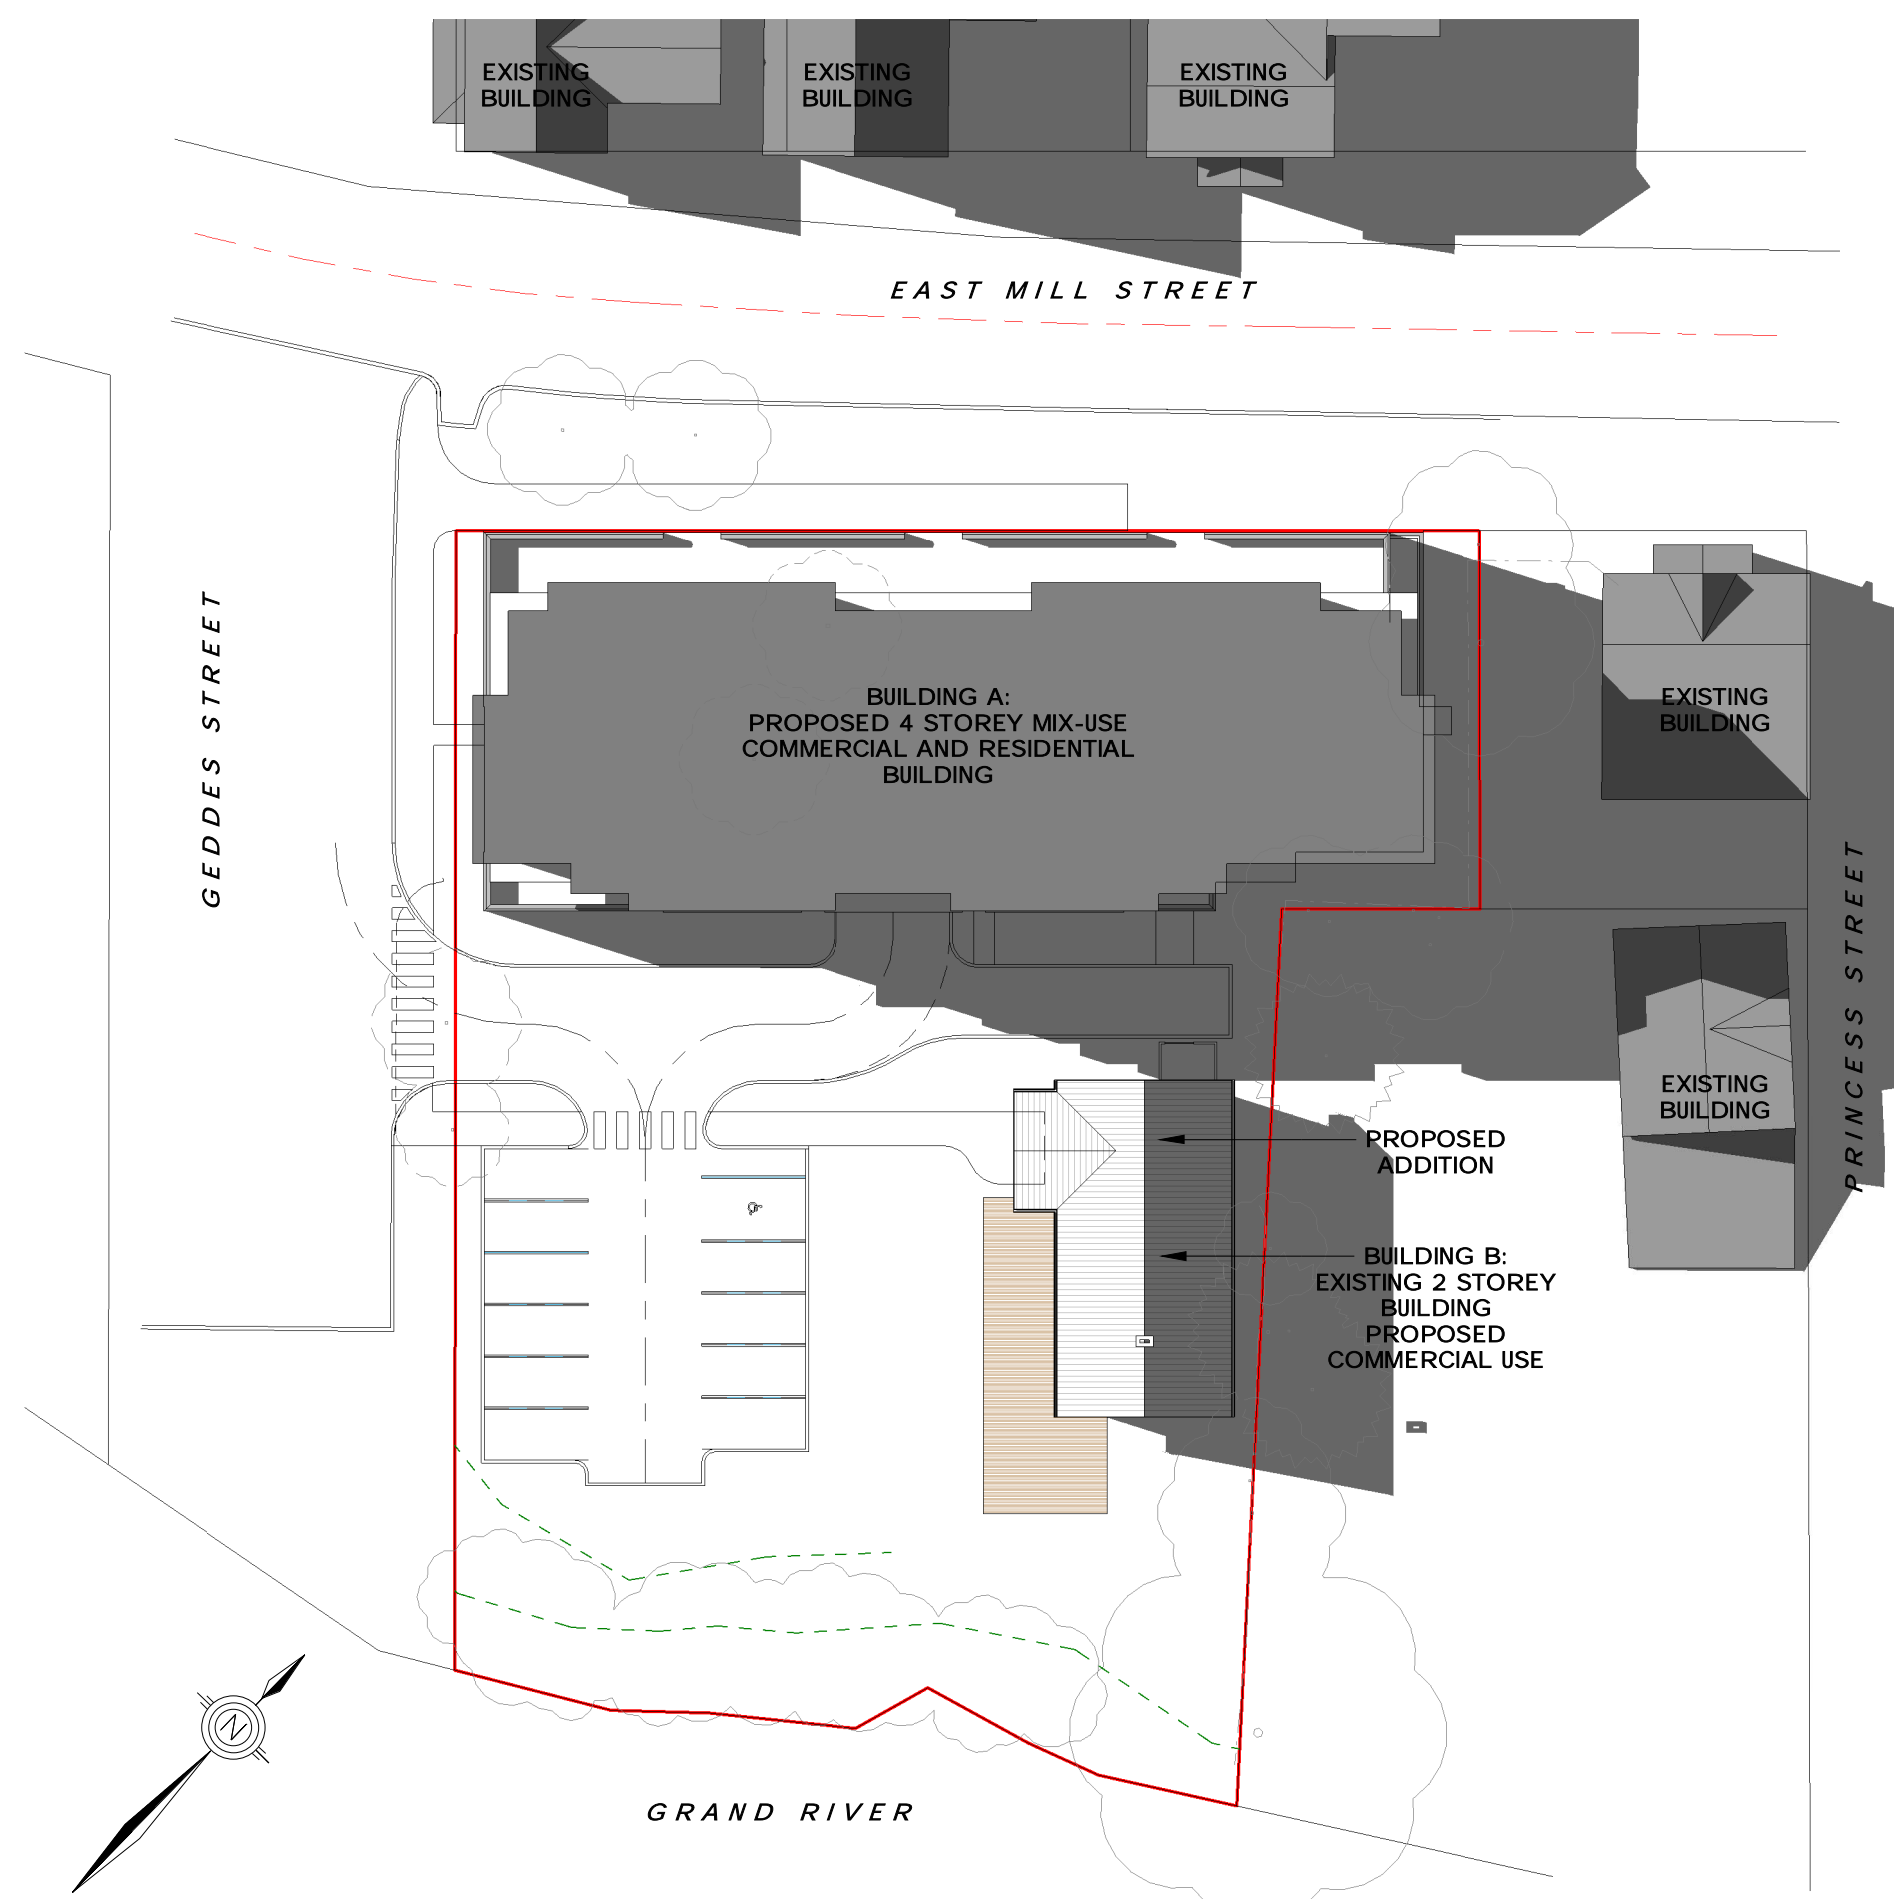 EXISTING
BUILDING
EXISTING
BUILDING
EXISTING
BUILDING
EAST MILL STREET
GEDDES STREET
BUILDING A:
PROPOSED 4 STOREY MIX-USE
COMMERCIAL AND RESIDENTIAL
BUILDING
EXISTING
BUILDING
PRINCESS STREET
EXISTING
BUILDING
PROPOSED
ADDITION
BUILDING B:
EXISTING 2 STOREY
BUILDING
PROPOSED
COMMERCIAL USE
N
GRAND RIVER